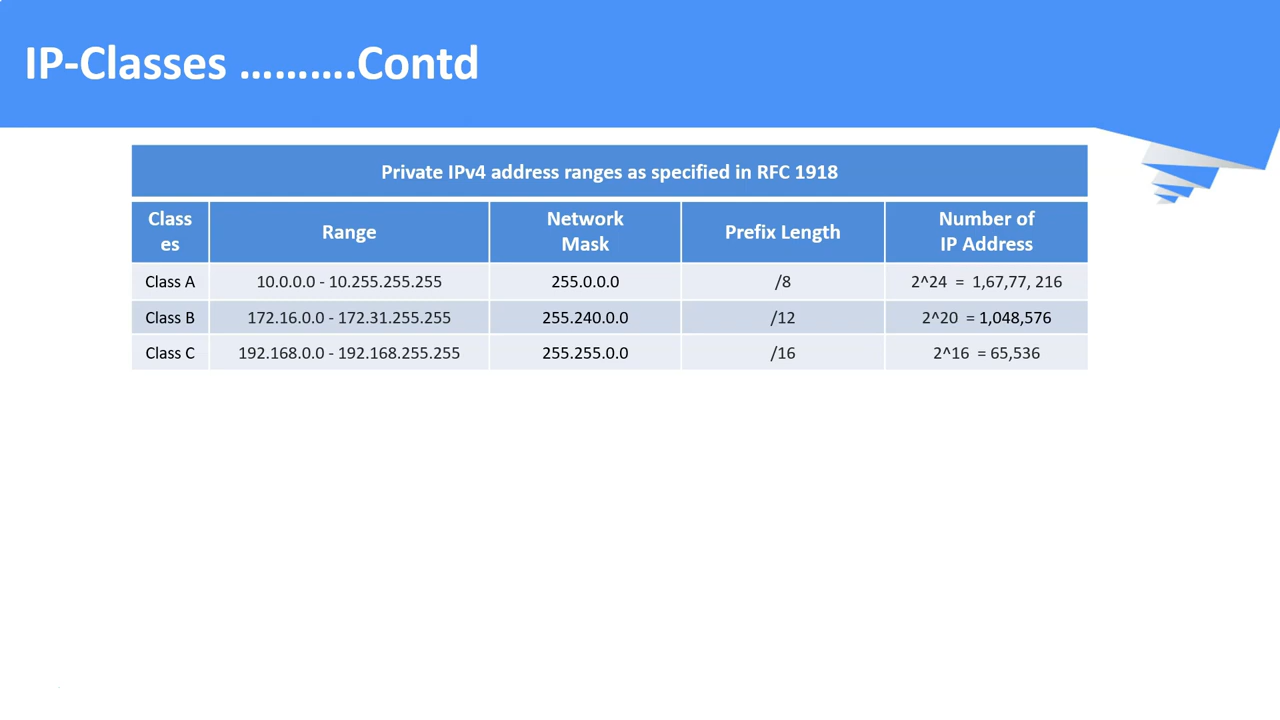 IP-Classes ……….Contd
Private IPv4 address ranges as specified in RFC 1918
Class
es
Range
Network
Mask
Prefix Length
Number of
IP Address
Class A 10.0.0.0 - 10.255.255.255 255.0.0.0 /8 2^24 = 1,67,77, 216
Class B 172.16.0.0 - 172.31.255.255 255.240.0.0 /12 2^20 = 1,048,576
Class C 192.168.0.0 - 192.168.255.255 255.255.0.0 /16 2^16 = 65,536